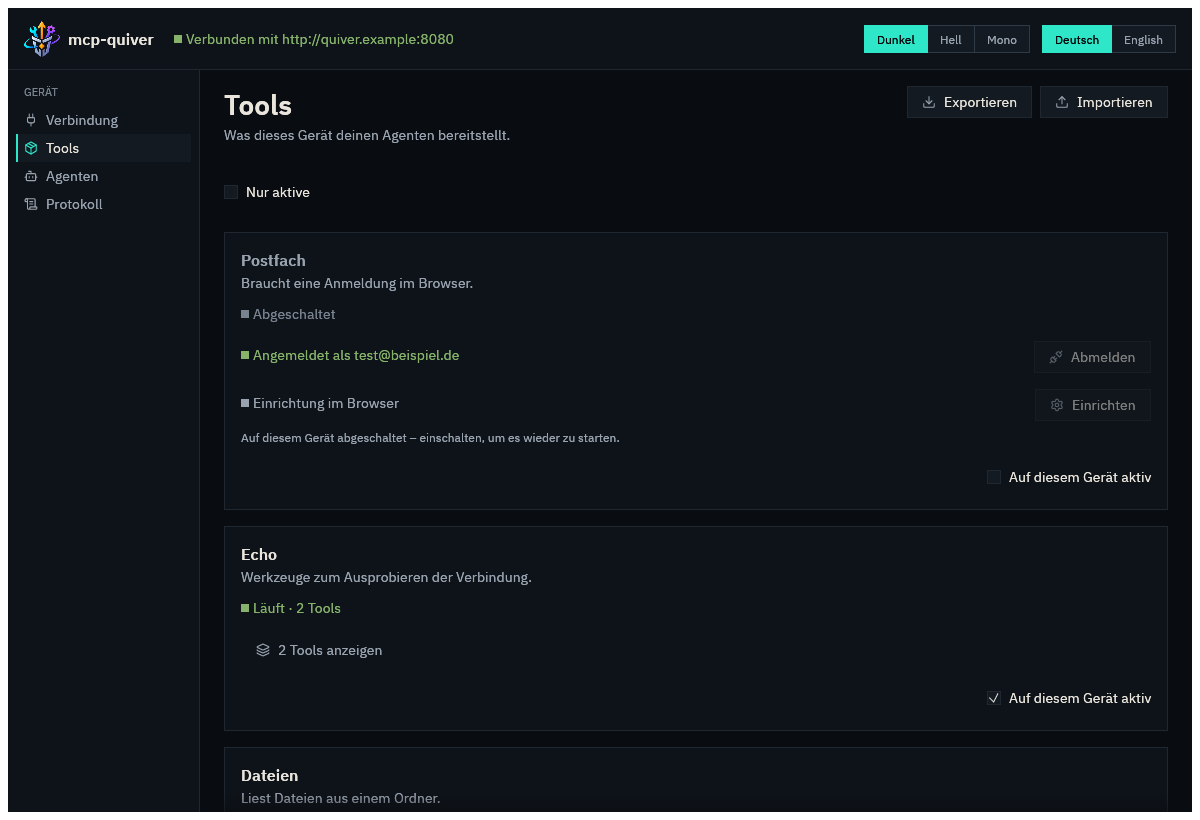 mcp-quiver
Verbunden mit http://quiver.example:8080
Dunkel
Hell
Mono
Deutsch
English
GERÄT
Verbindung
Tools
Agenten
Protokoll
Tools
Was dieses Gerät deinen Agenten bereitstellt.
Exportieren
Importieren
Nur aktive
Postfach
Braucht eine Anmeldung im Browser.
Abgeschaltet
Angemeldet als test@beispiel.de
Abmelden
Einrichtung im Browser
Einrichten
Auf diesem Gerät abgeschaltet – einschalten, um es wieder zu starten.
Auf diesem Gerät aktiv
Echo
Werkzeuge zum Ausprobieren der Verbindung.
Läuft · 2 Tools
2 Tools anzeigen
Auf diesem Gerät aktiv
Dateien
Liest Dateien aus einem Ordner.